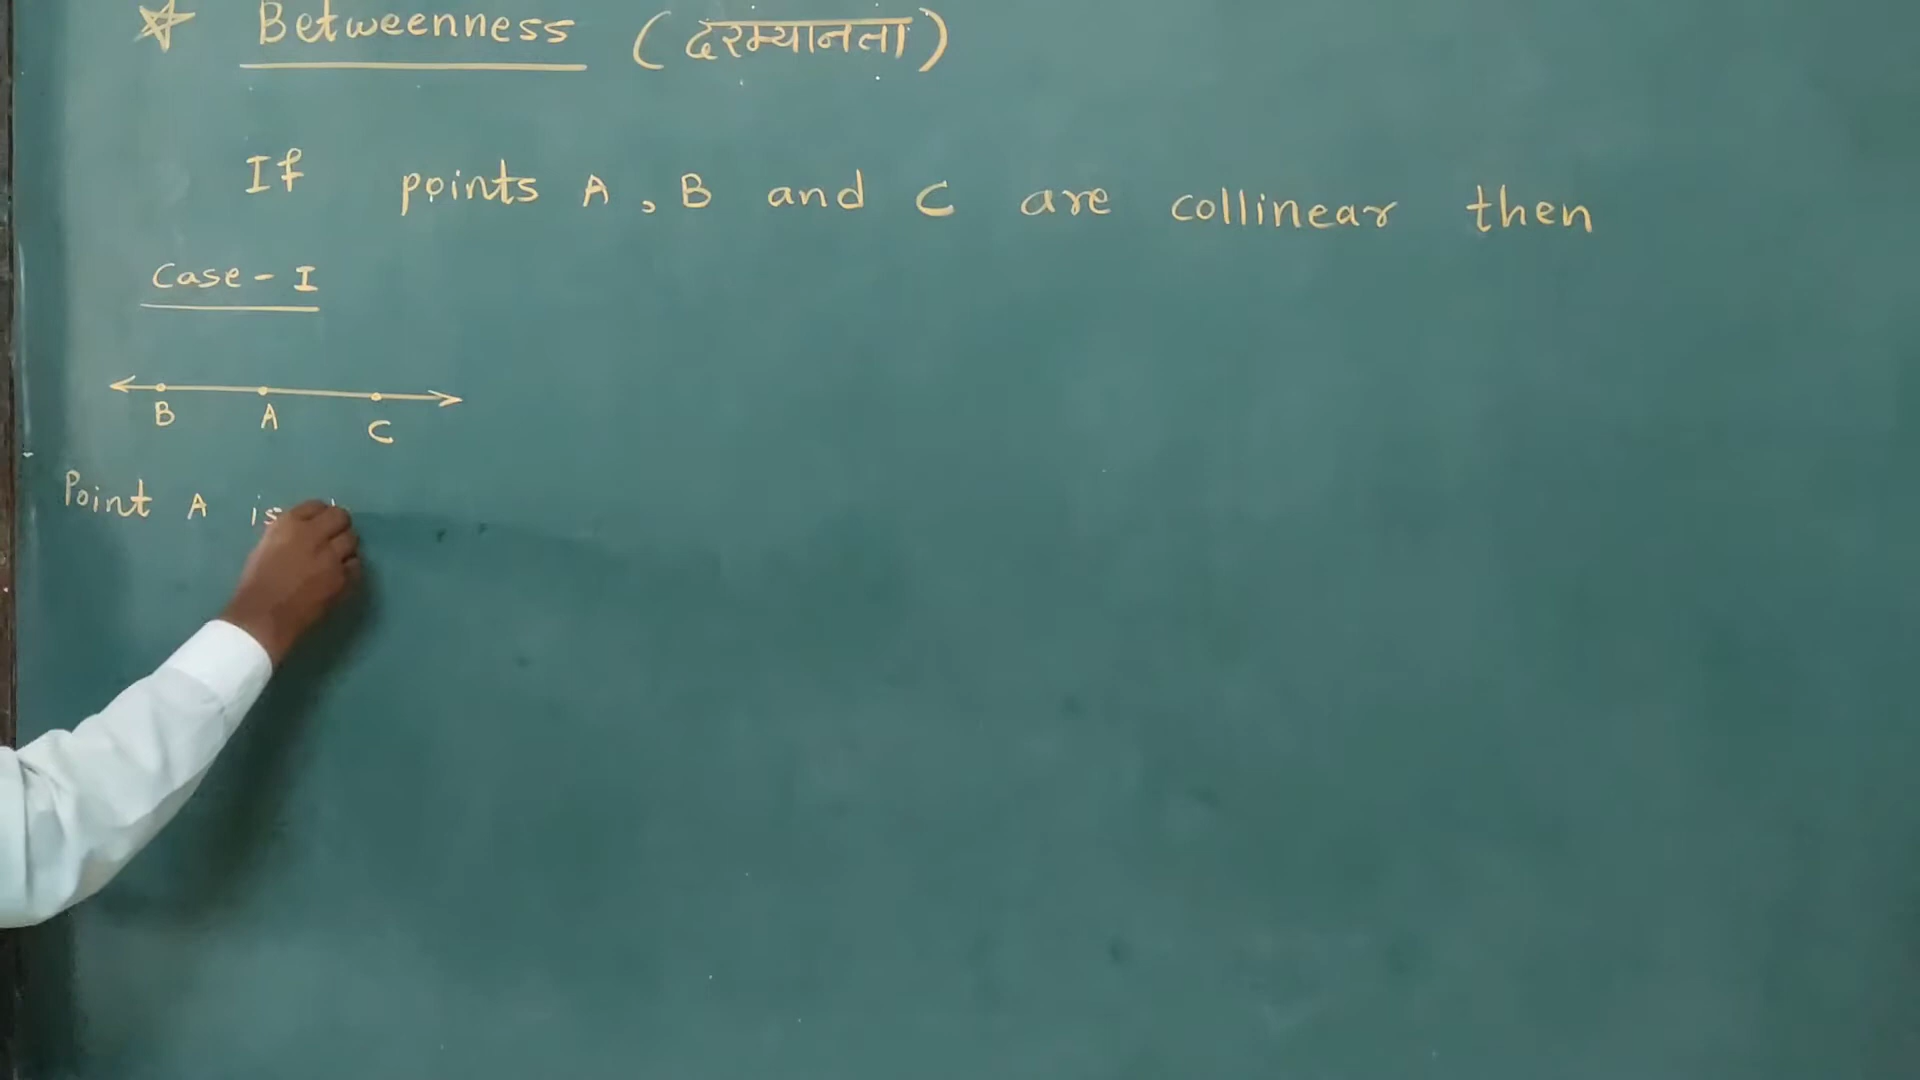 ☆ Betweenness (दरम्यानता)
If points A, B and C are collinear then
Case - I
B A C
Point A is